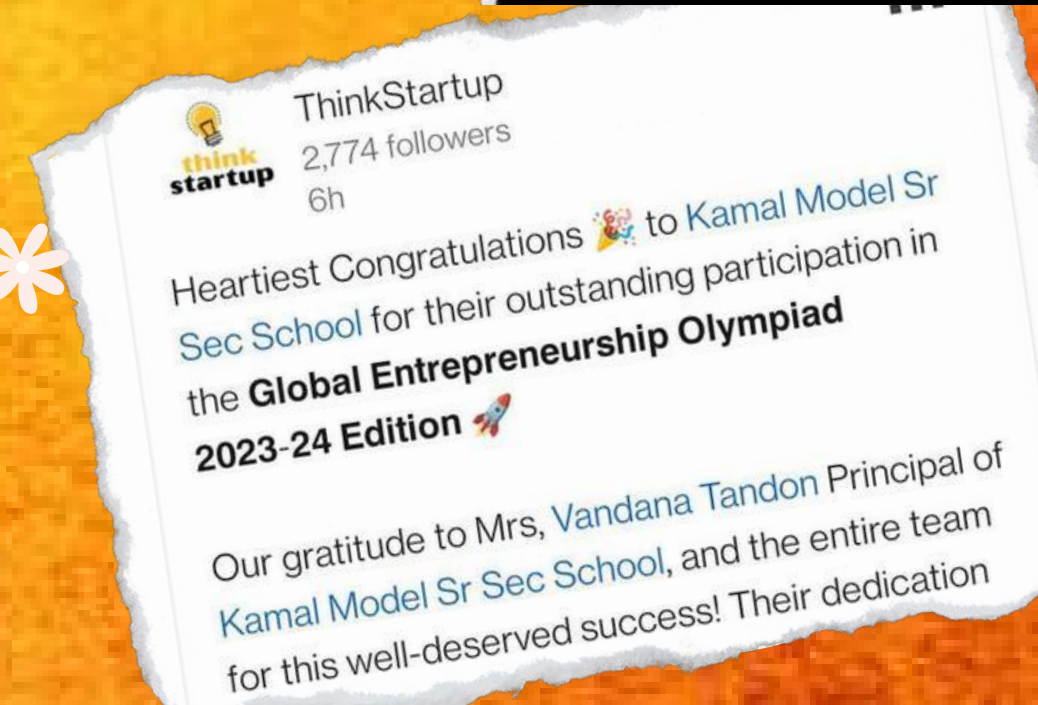 think
startup
ThinkStartup
2,774 followers
6h
Heartiest Congratulations 🎉 to Kamal Model Sr
Sec School for their outstanding participation in
the Global Entrepreneurship Olympiad
2023-24 Edition 🚀
Our gratitude to Mrs, Vandana Tandon Principal of
Kamal Model Sr Sec School, and the entire team
for this well-deserved success! Their dedication